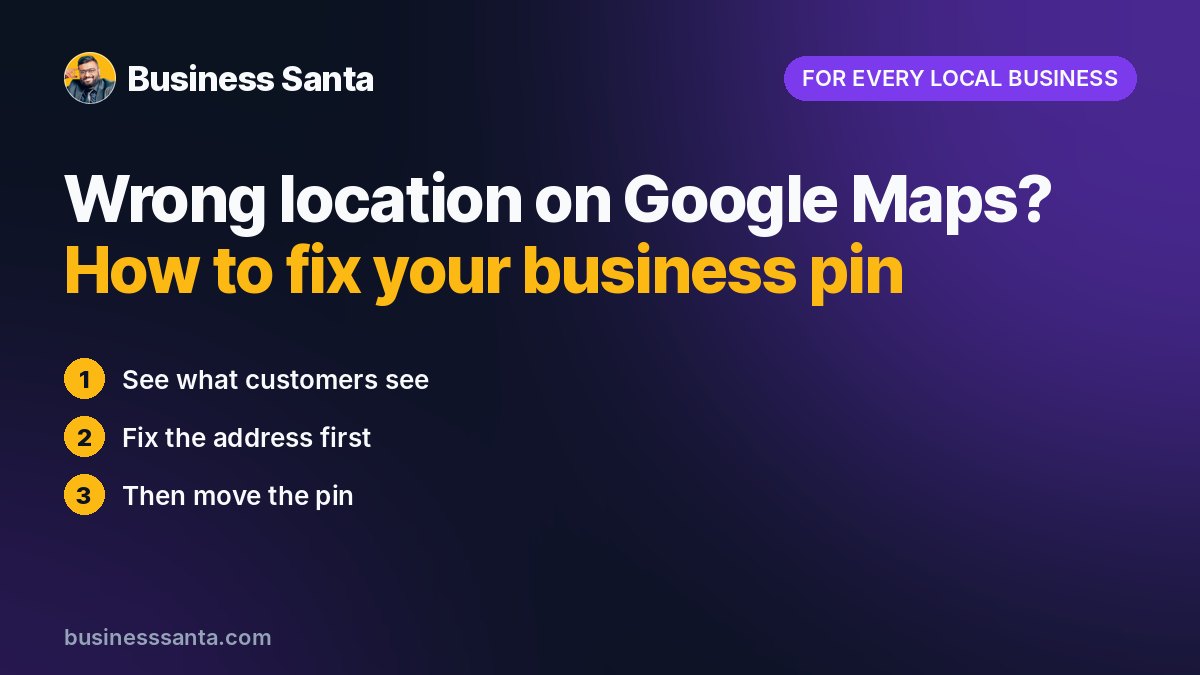 Business Santa
FOR EVERY LOCAL BUSINESS
Wrong location on Google Maps?
How to fix your business pin
1 See what customers see
2 Fix the address first
3 Then move the pin
businesssanta.com